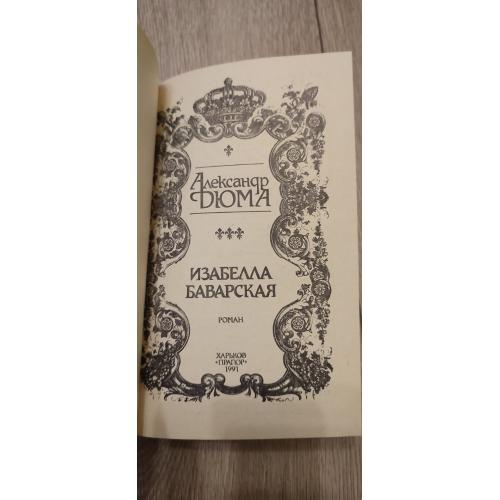 Александр
ДЮМА
ИЗАБЕЛЛА
БАВАРСКАЯ
РОМАН
ХАРЬКОВ
«ПРАПОР»
1991